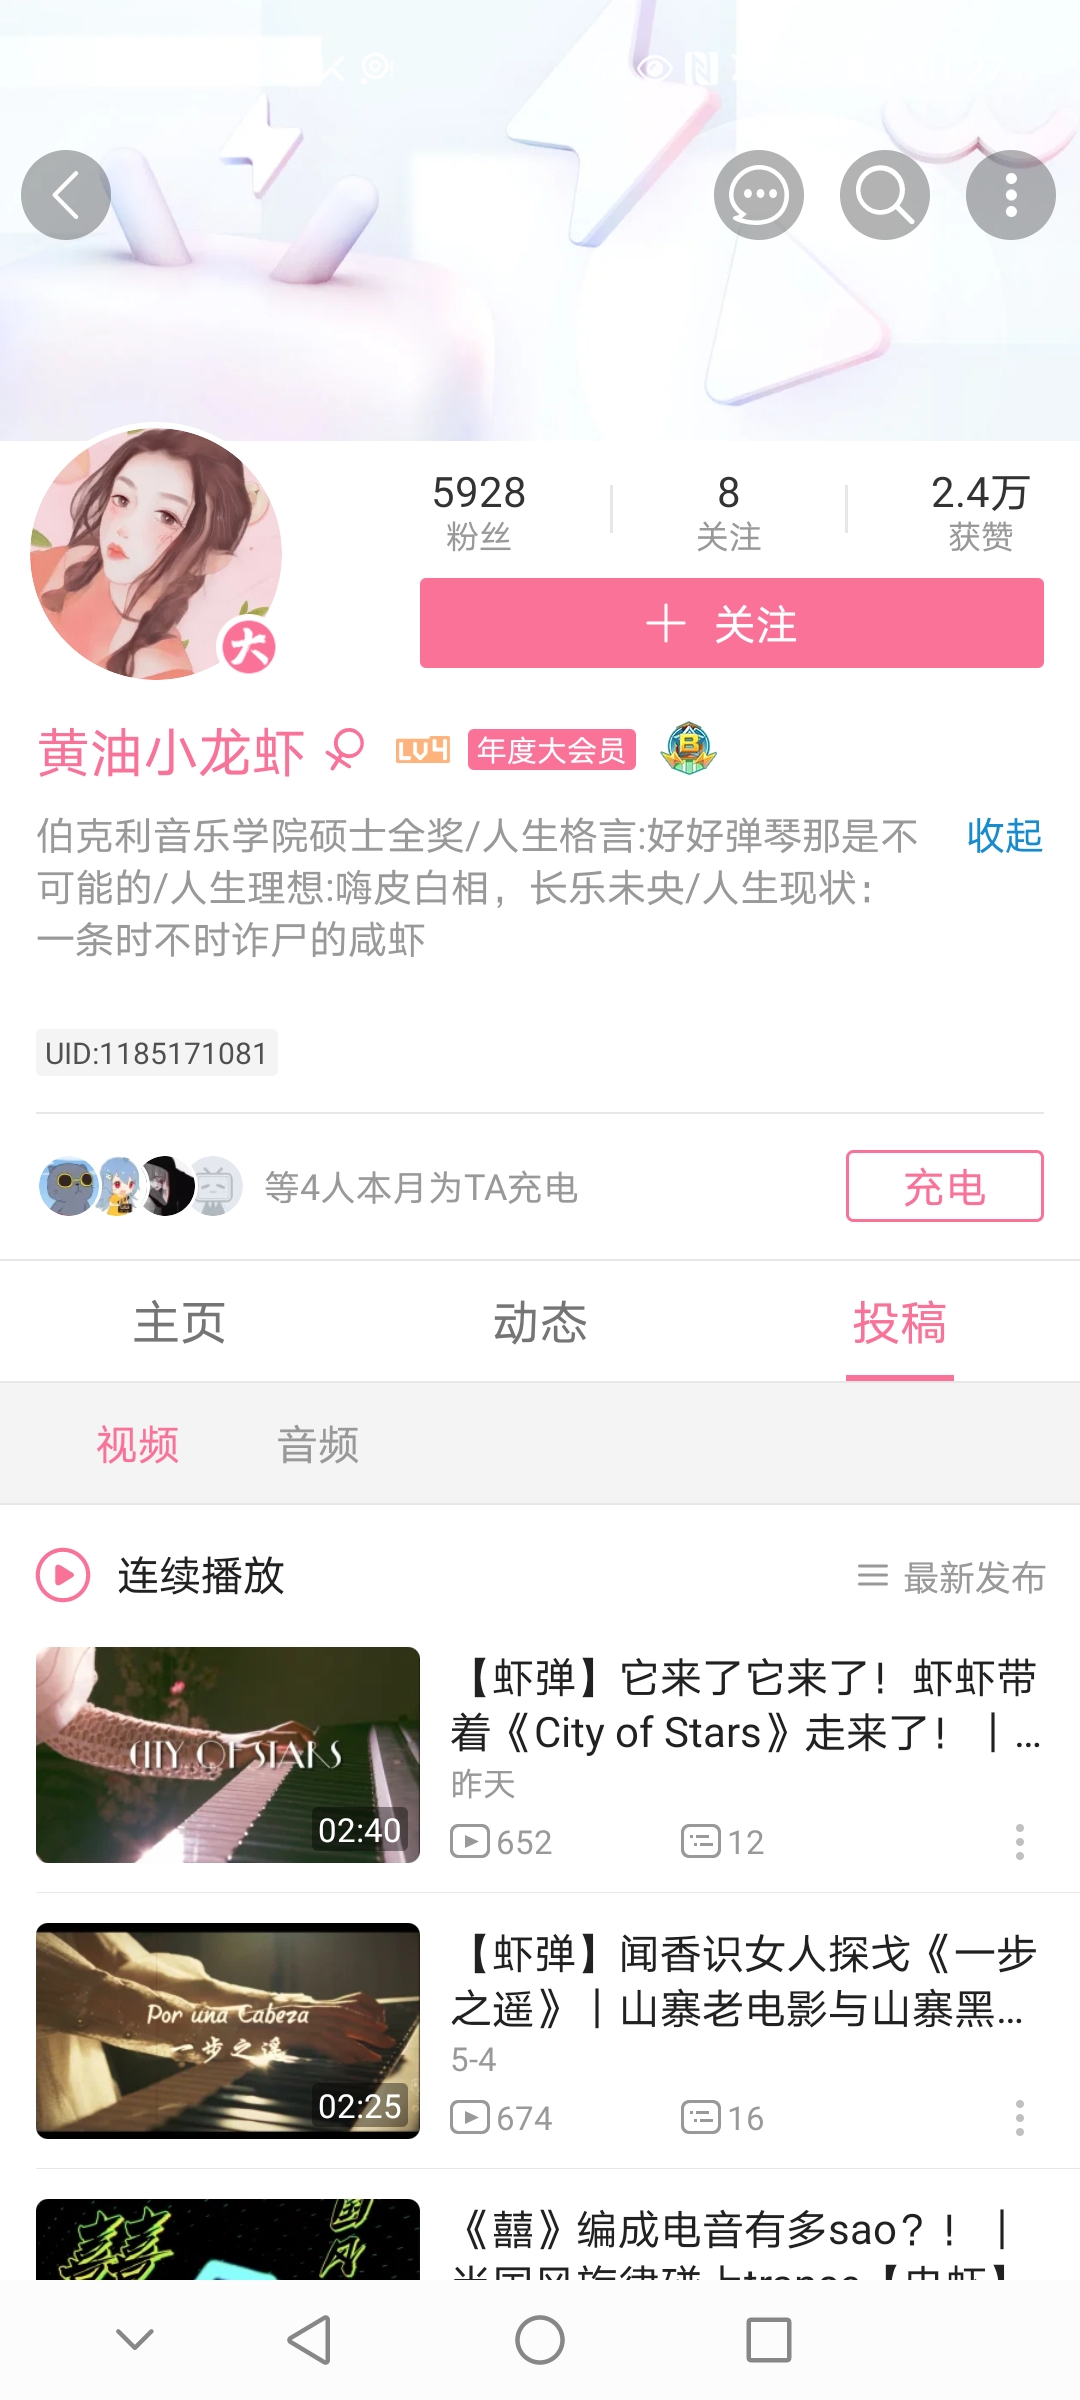 5928
粉丝
8
关注
2.4万
获赞
关注
大
黄油小龙虾
LV4
年度大会员
B
伯克利音乐学院硕士全奖/人生格言:好好弹琴那是不
收起
可能的/人生理想:嗨皮白相，长乐未央/人生现状：
一条时不时诈尸的咸虾
UID:1185171081
等4人本月为TA充电
充电
主页
动态
投稿
视频
音频
连续播放
最新发布
CITY OF STARS
02:40
【虾弹】它来了它来了！虾虾带
着《City of Stars》走来了！｜...
昨天
652
12
Por una Cabeza
一步之遥
02:25
【虾弹】闻香识女人探戈《一步
之遥》｜山寨老电影与山寨黑...
5-4
674
16
囍
国风
《囍》编成电音有多sao？！｜